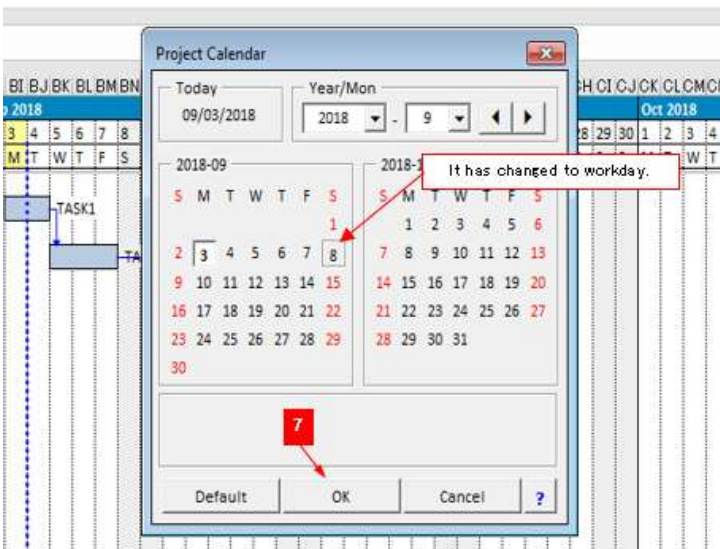 Project Calendar
BI BJ BK BL BM BN
CH CI CJ CK CL CM
2018
Oct 2018
3 4 5 6 7 8
28 29 30 1 2 3 4
M T W T F S
W T
TASK1
Today
09/03/2018
Year/Mon
2018 - 9
2018-09
S M T W T F S
1
2 3 4 5 6 7 8
9 10 11 12 13 14 15
16 17 18 19 20 21 22
23 24 25 26 27 28 29
30
2018-1
It has changed to workday.
S M T W T F S
1 2 3 4 5 6
7 8 9 10 11 12 13
14 15 16 17 18 19 20
21 22 23 24 25 26 27
28 29 30 31
7
Default OK Cancel ?